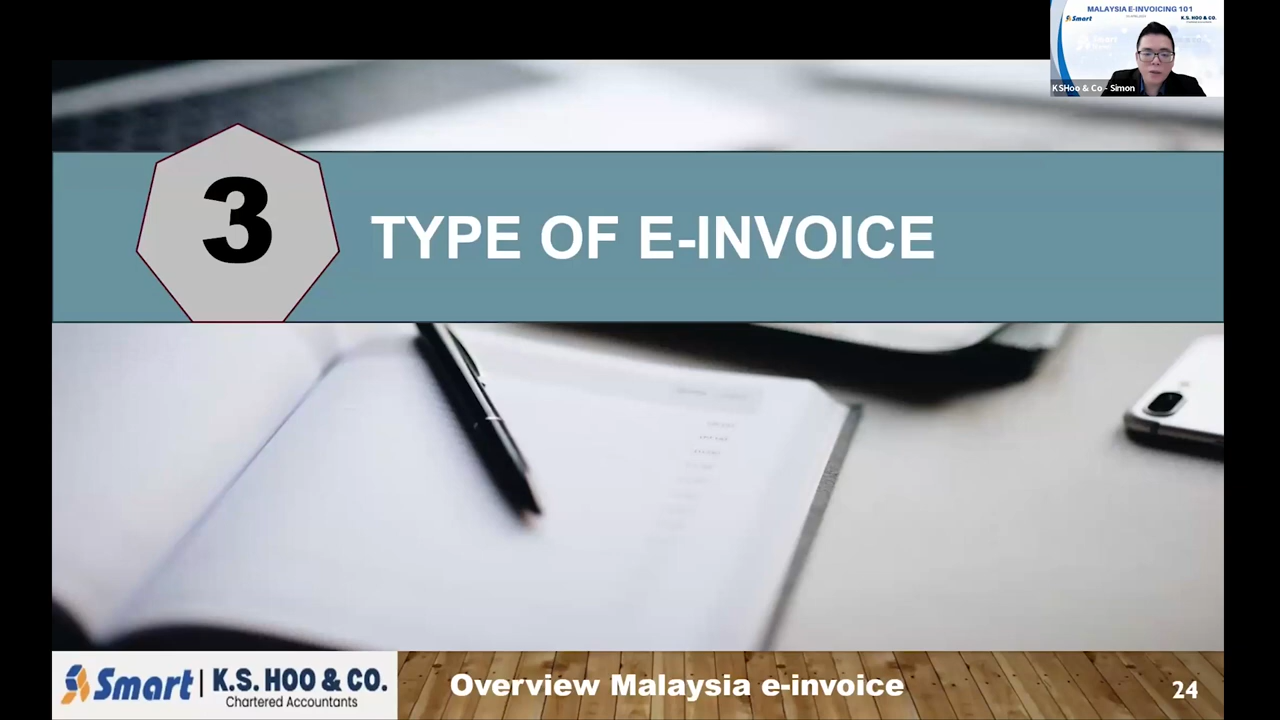 MALAYSIA E-INVOICING 101
Smart
K.S. HOO & CO.
KSHoo & Co - Simon
3
TYPE OF E-INVOICE
Smart | K.S. HOO & CO.
Chartered Accountants
Overview Malaysia e-invoice
24